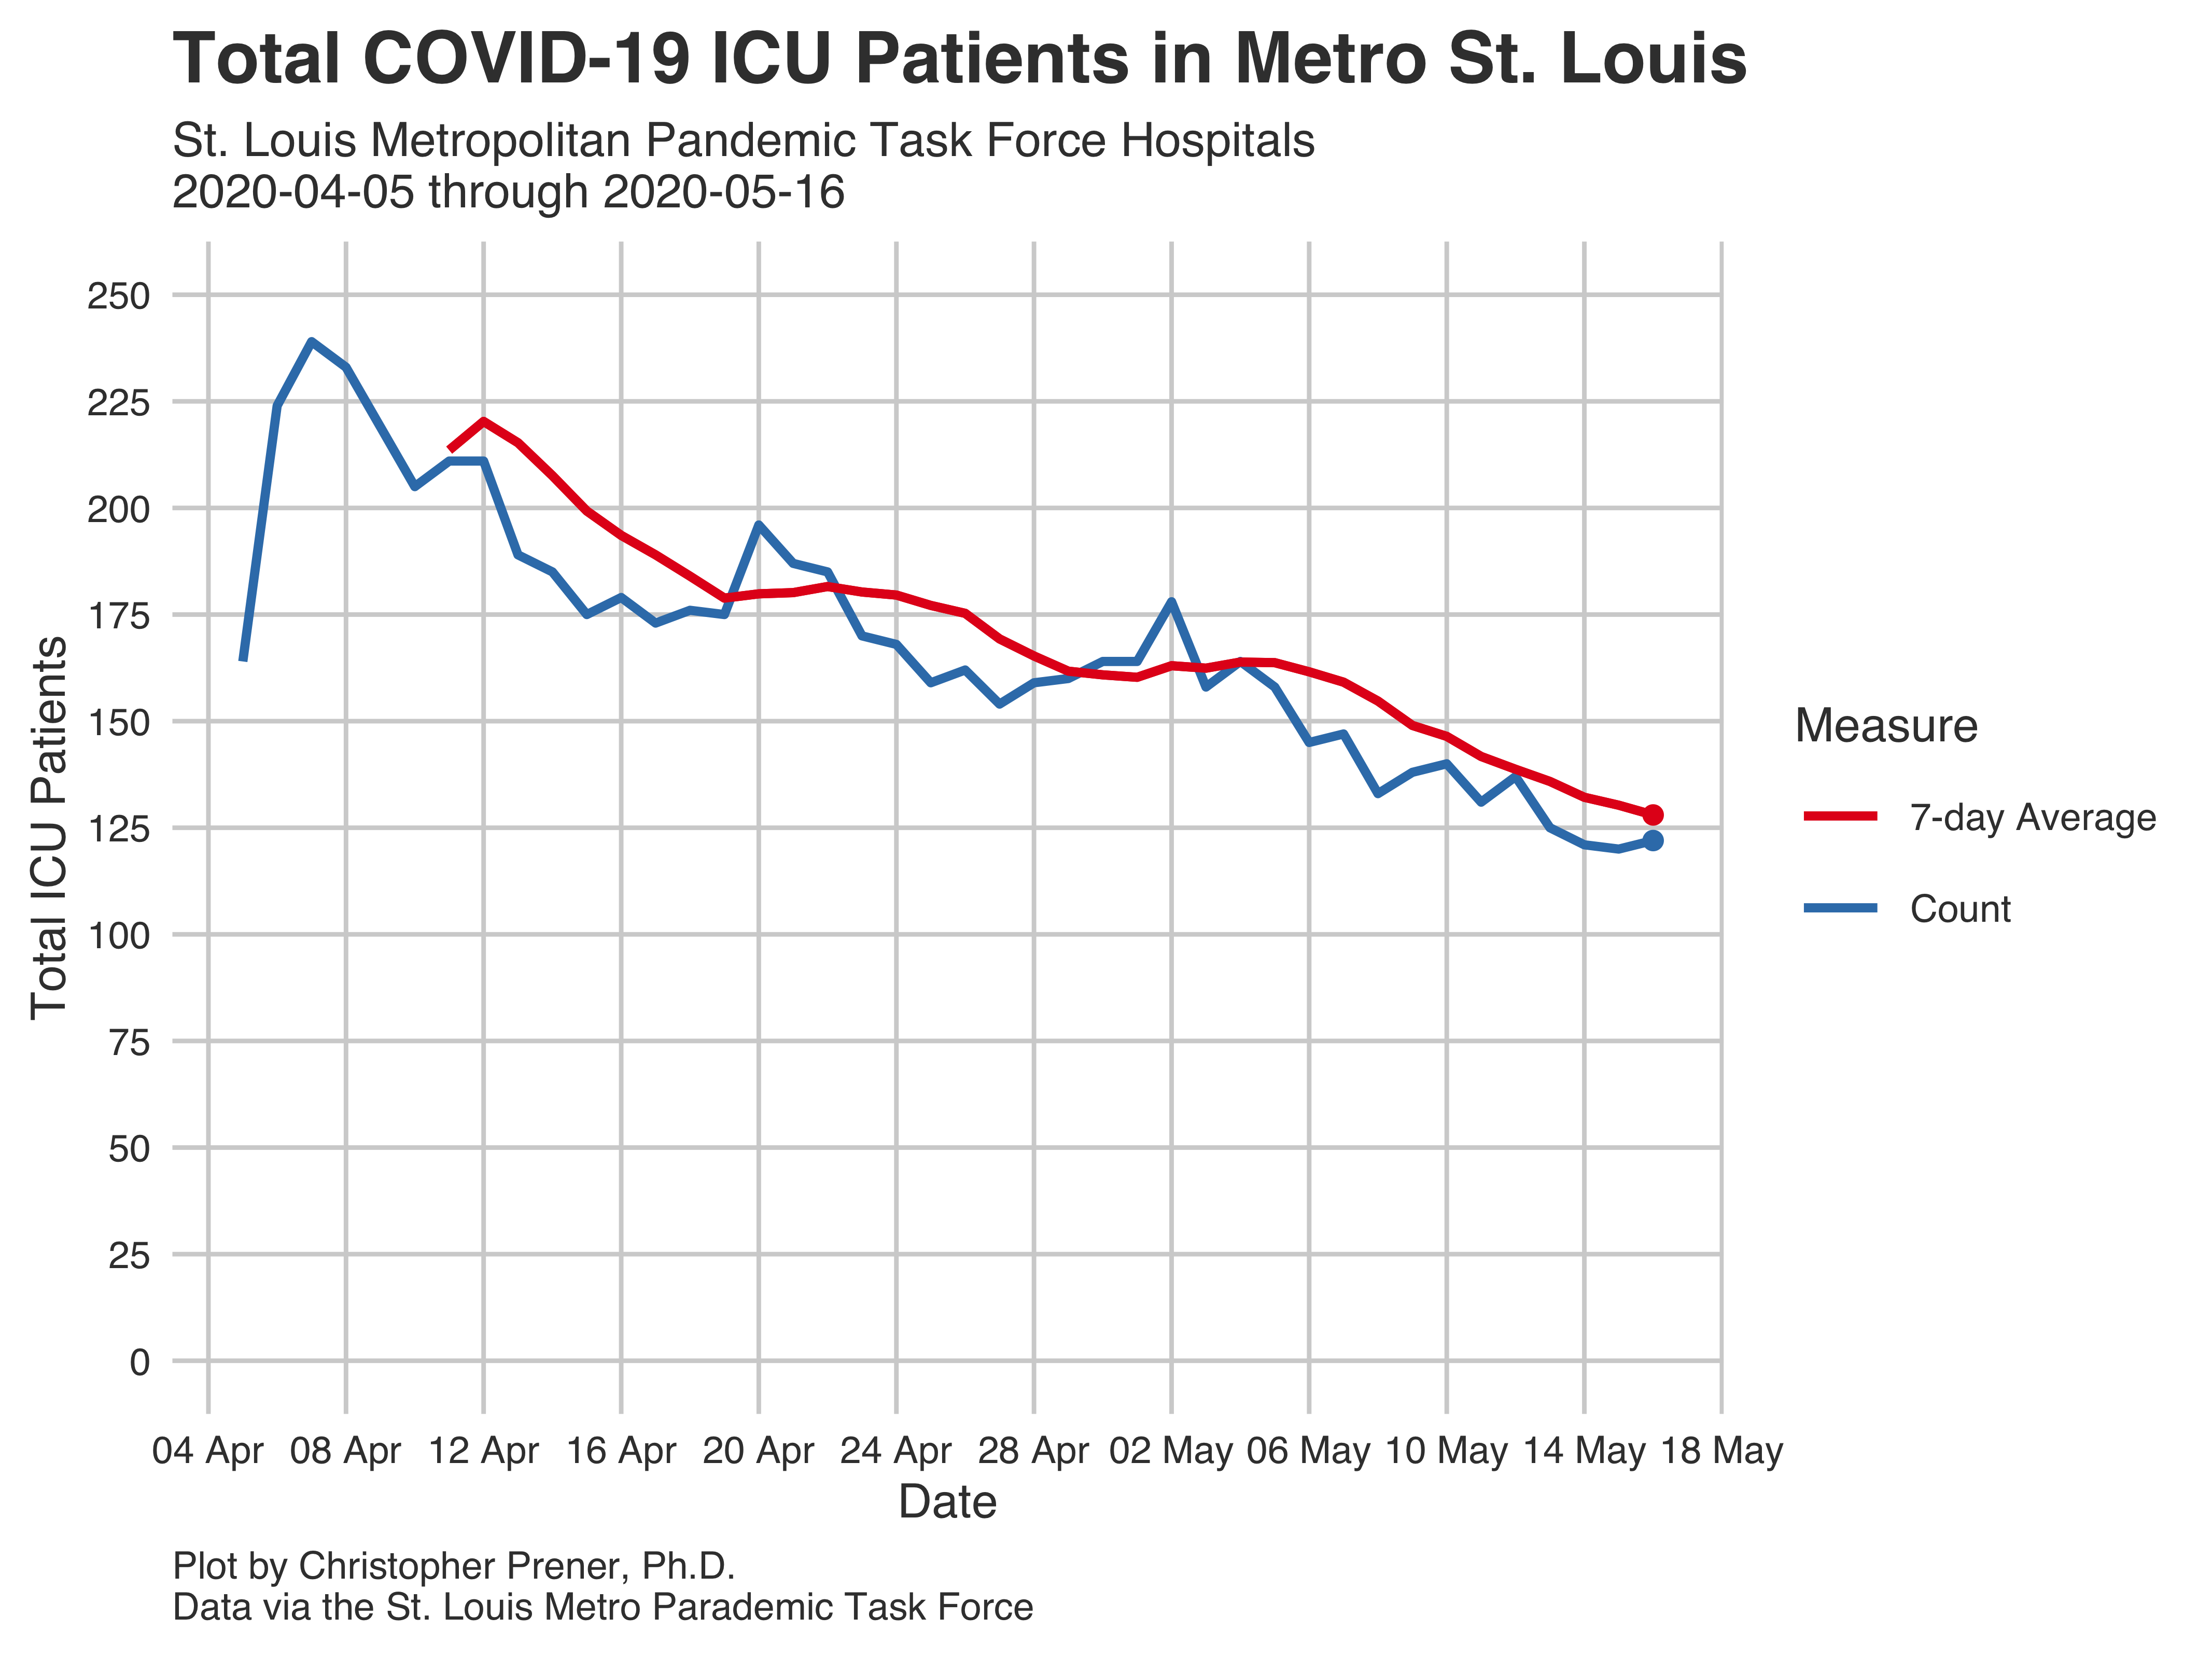 Total COVID-19 ICU Patients in Metro St. Louis
St. Louis Metropolitan Pandemic Task Force Hospitals
2020-04-05 through 2020-05-16
Total ICU Patients
250
225
200
175
150
125
100
75
50
25
0
04 Apr 08 Apr 12 Apr 16 Apr 20 Apr 24 Apr 28 Apr 02 May 06 May 10 May 14 May 18 May
Date
Measure
7-day Average
Count
Plot by Christopher Prener, Ph.D.
Data via the St. Louis Metro Parademic Task Force